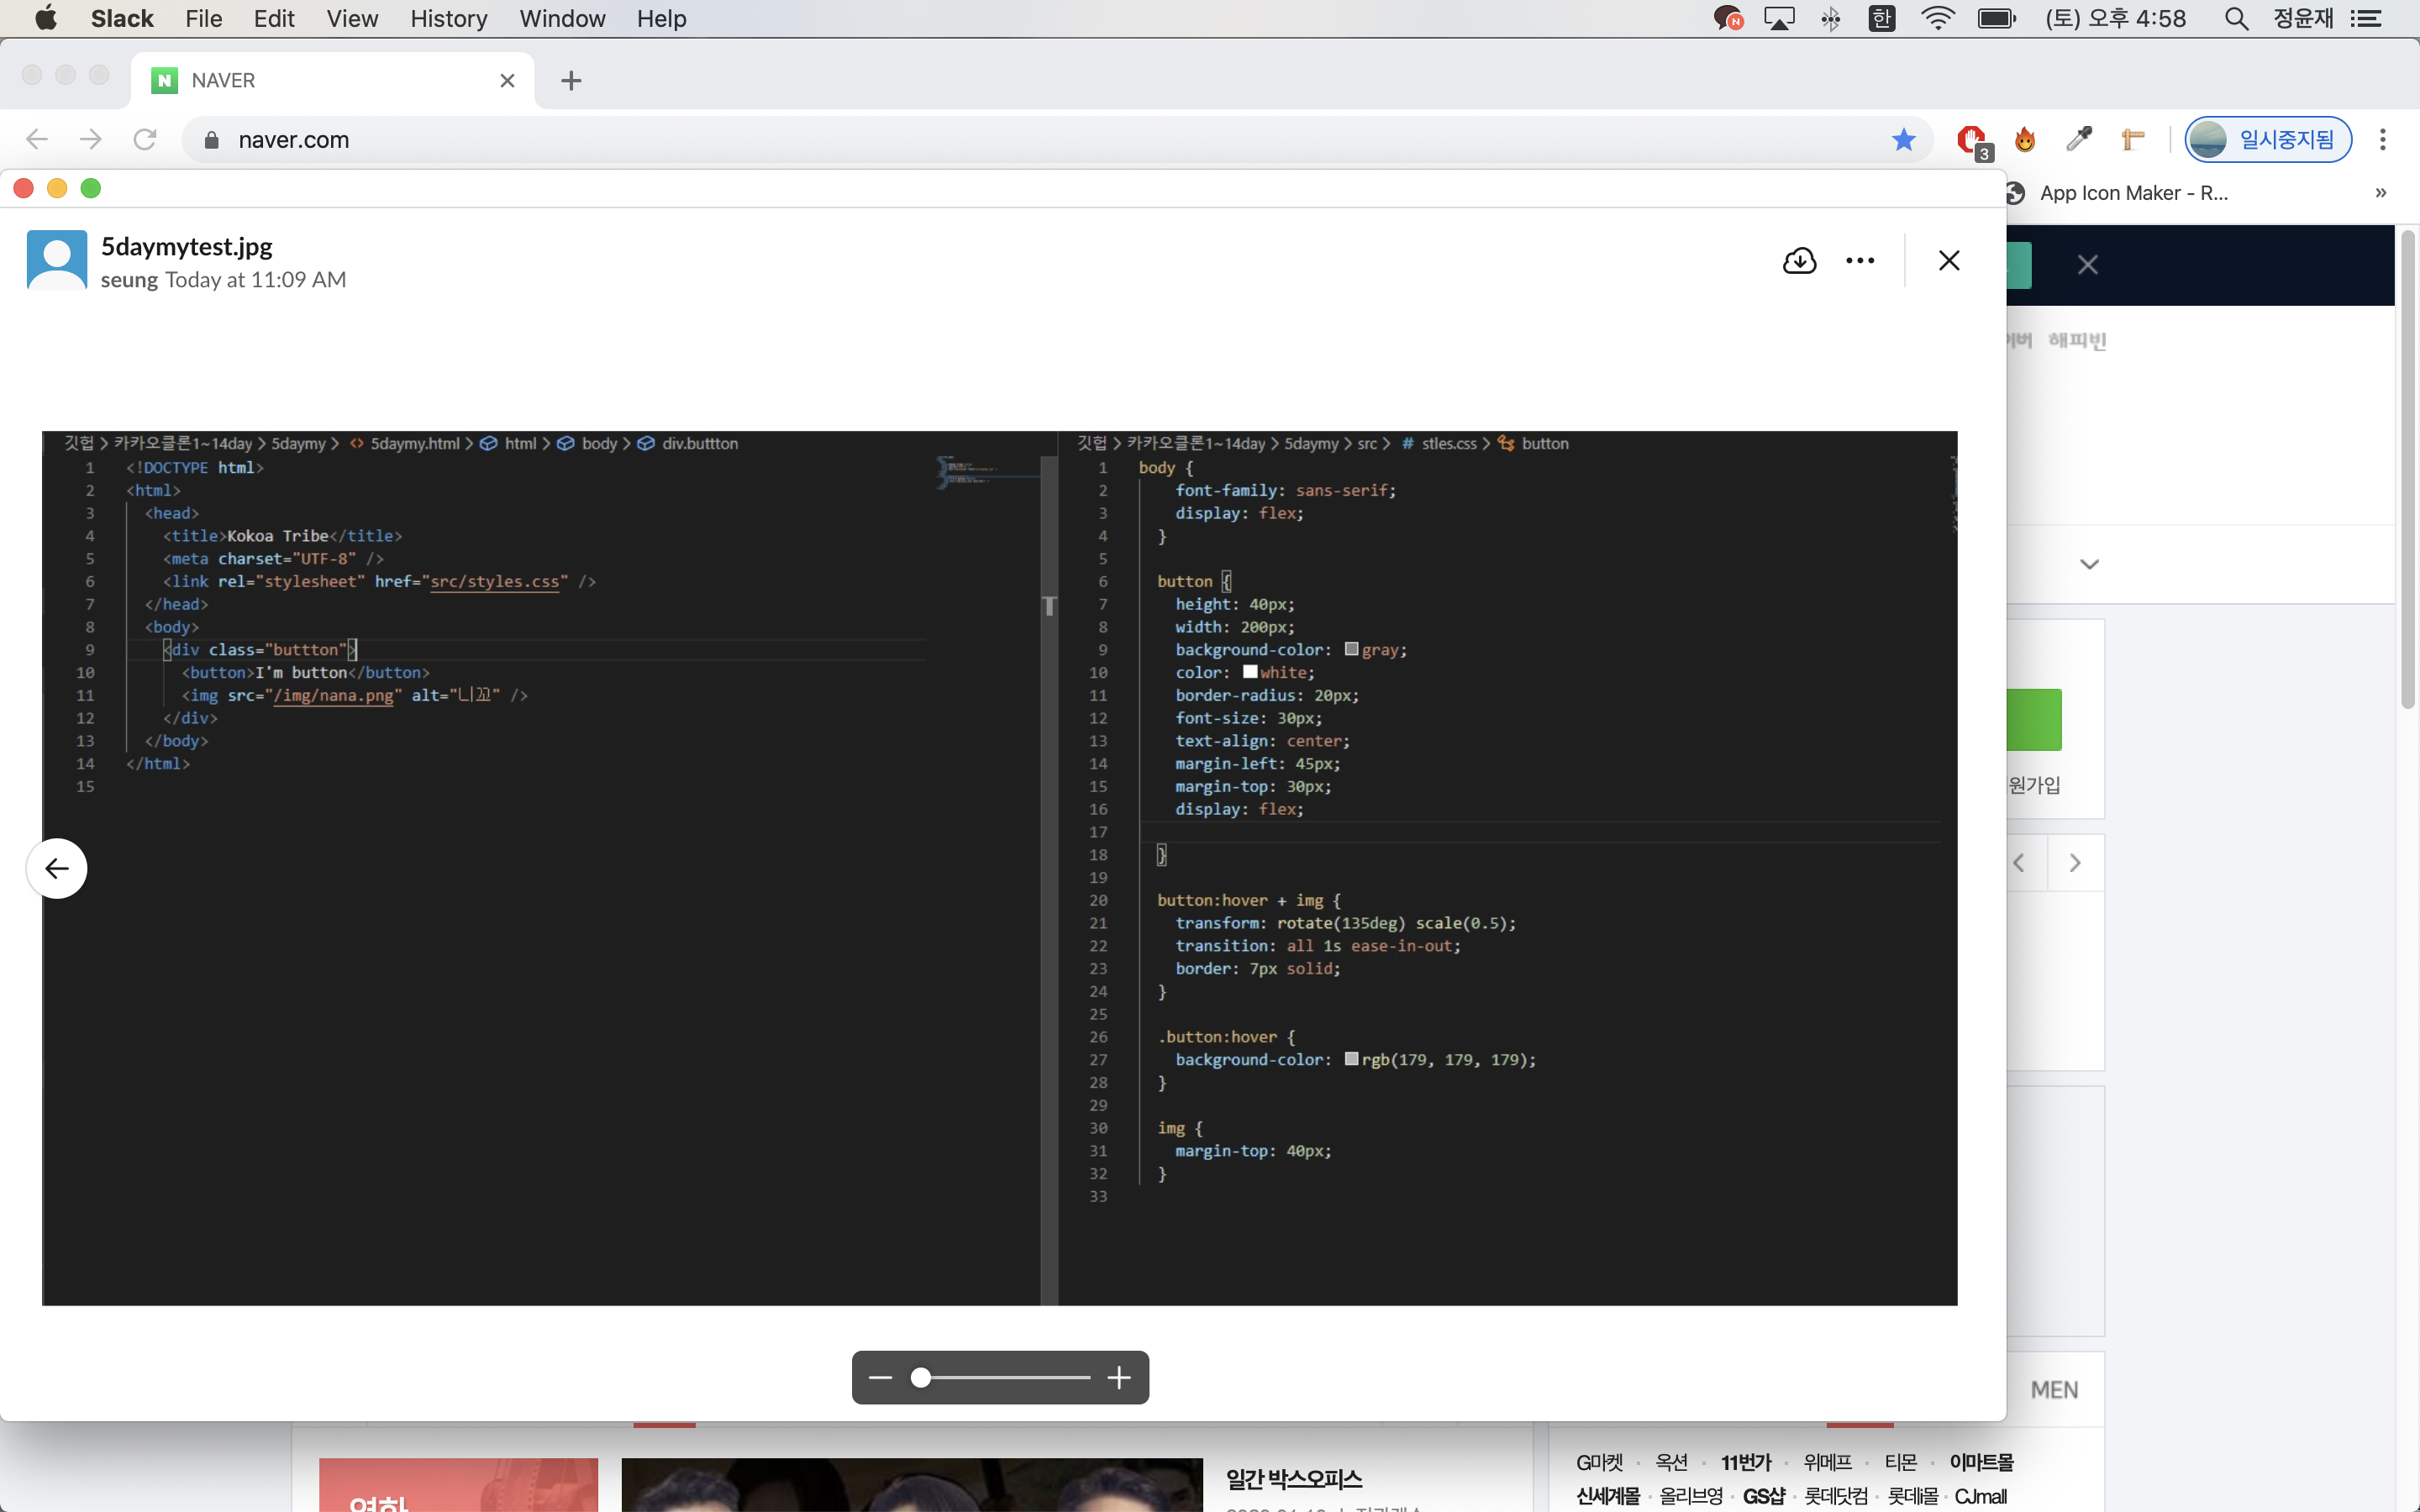 Slack File Edit View History Window Help
한 (토) 오후 4:58 정윤재
NAVER
naver.com
3
일시중지됨
App Icon Maker - R...
5daymytest.jpg
seung Today at 11:09 AM
해피빈
깃헙 > 카카오클론1~14day > 5daymy > 5daymy.html > html > body > div.buttton
1 <!DOCTYPE html>
2 <html>
3 <head>
4 <title>Kokoa Tribe</title>
5 <meta charset="UTF-8" />
6 <link rel="stylesheet" href="src/styles.css" />
7 </head>
8 <body>
9 <div class="buttton">
10 <button>I'm button</button>
11 <img src="/img/nana.png" alt="니꼬" />
12 </div>
13 </body>
14 </html>
15
깃헙 > 카카오클론1~14day > 5daymy > src > # stles.css > button
1 body {
2 font-family: sans-serif;
3 display: flex;
4 }
5
6 button {
7 height: 40px;
8 width: 200px;
9 background-color: gray;
10 color: white;
11 border-radius: 20px;
12 font-size: 30px;
13 text-align: center;
14 margin-left: 45px;
15 margin-top: 30px;
16 display: flex;
17
18 }
19
20 button:hover + img {
21 transform: rotate(135deg) scale(0.5);
22 transition: all 1s ease-in-out;
23 border: 7px solid;
24 }
25
26 .button:hover {
27 background-color: rgb(179, 179, 179);
28 }
29
30 img {
31 margin-top: 40px;
32 }
33
원가입
MEN
영화
일간 박스오피스
G마켓 · 옥션 · 11번가 · 위메프 · 티몬 · 이마트몰
신세계몰 · 올리브영 · GS샵 · 롯데닷컴 · 롯데몰 · CJmall